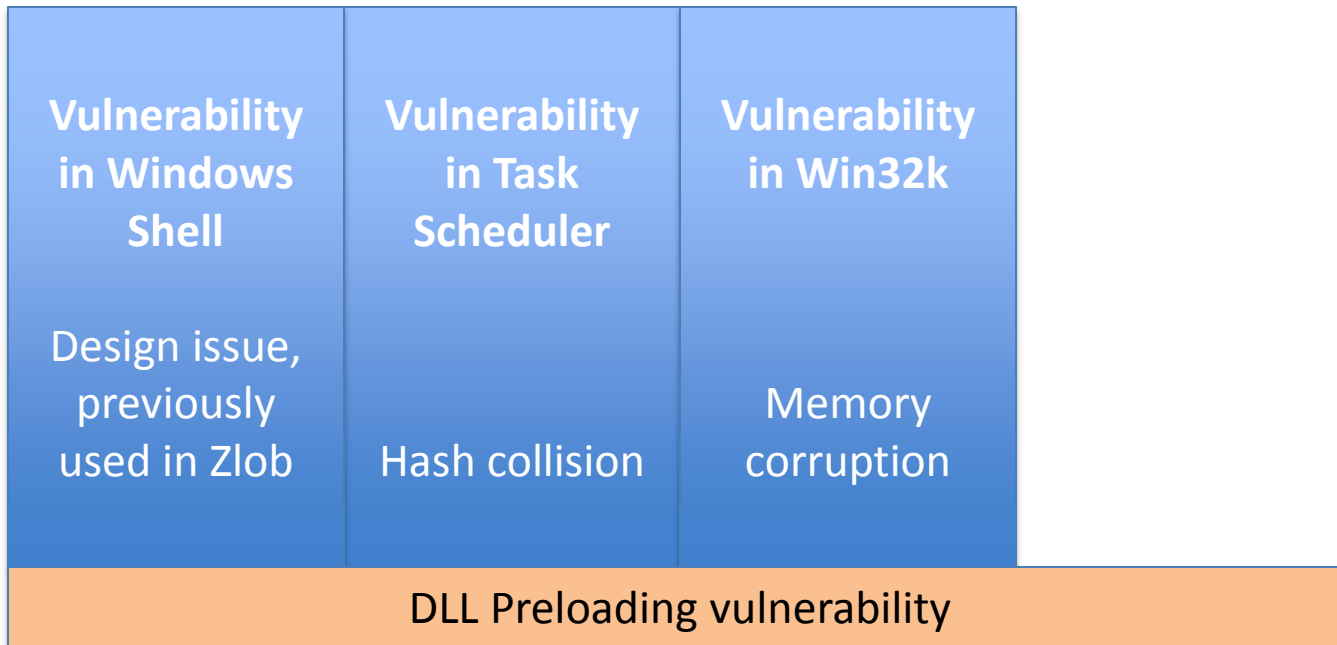 Vulnerability
in Windows
Shell
Design issue,
previously
used in Zlob
Vulnerability
in Task
Scheduler
Hash collision
Vulnerability
in Win32k
Memory
corruption
DLL Preloading vulnerability